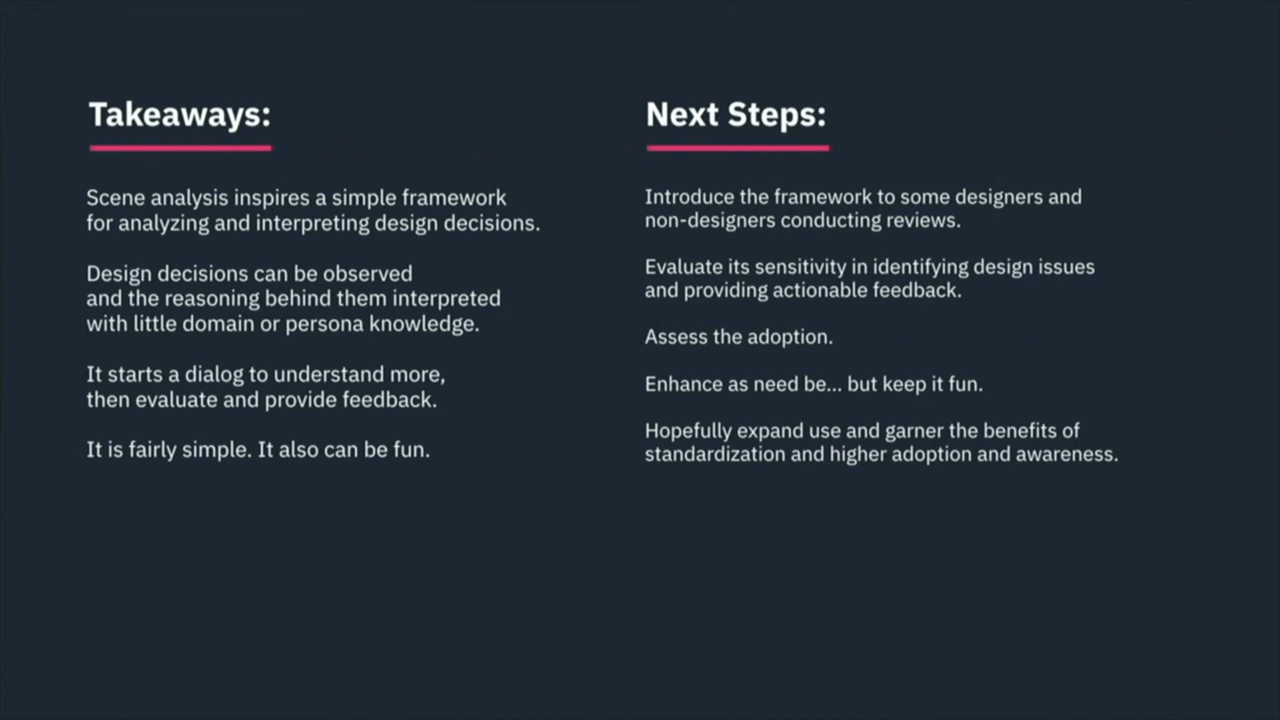 Takeaways:
Scene analysis inspires a simple framework
for analyzing and interpreting design decisions.
Design decisions can be observed
and the reasoning behind them interpreted
with little domain or persona knowledge.
It starts a dialog to understand more,
then evaluate and provide feedback.
It is fairly simple. It also can be fun.
Next Steps:
Introduce the framework to some designers and
non-designers conducting reviews.
Evaluate its sensitivity in identifying design issues
and providing actionable feedback.
Assess the adoption.
Enhance as need be... but keep it fun.
Hopefully expand use and garner the benefits of
standardization and higher adoption and awareness.